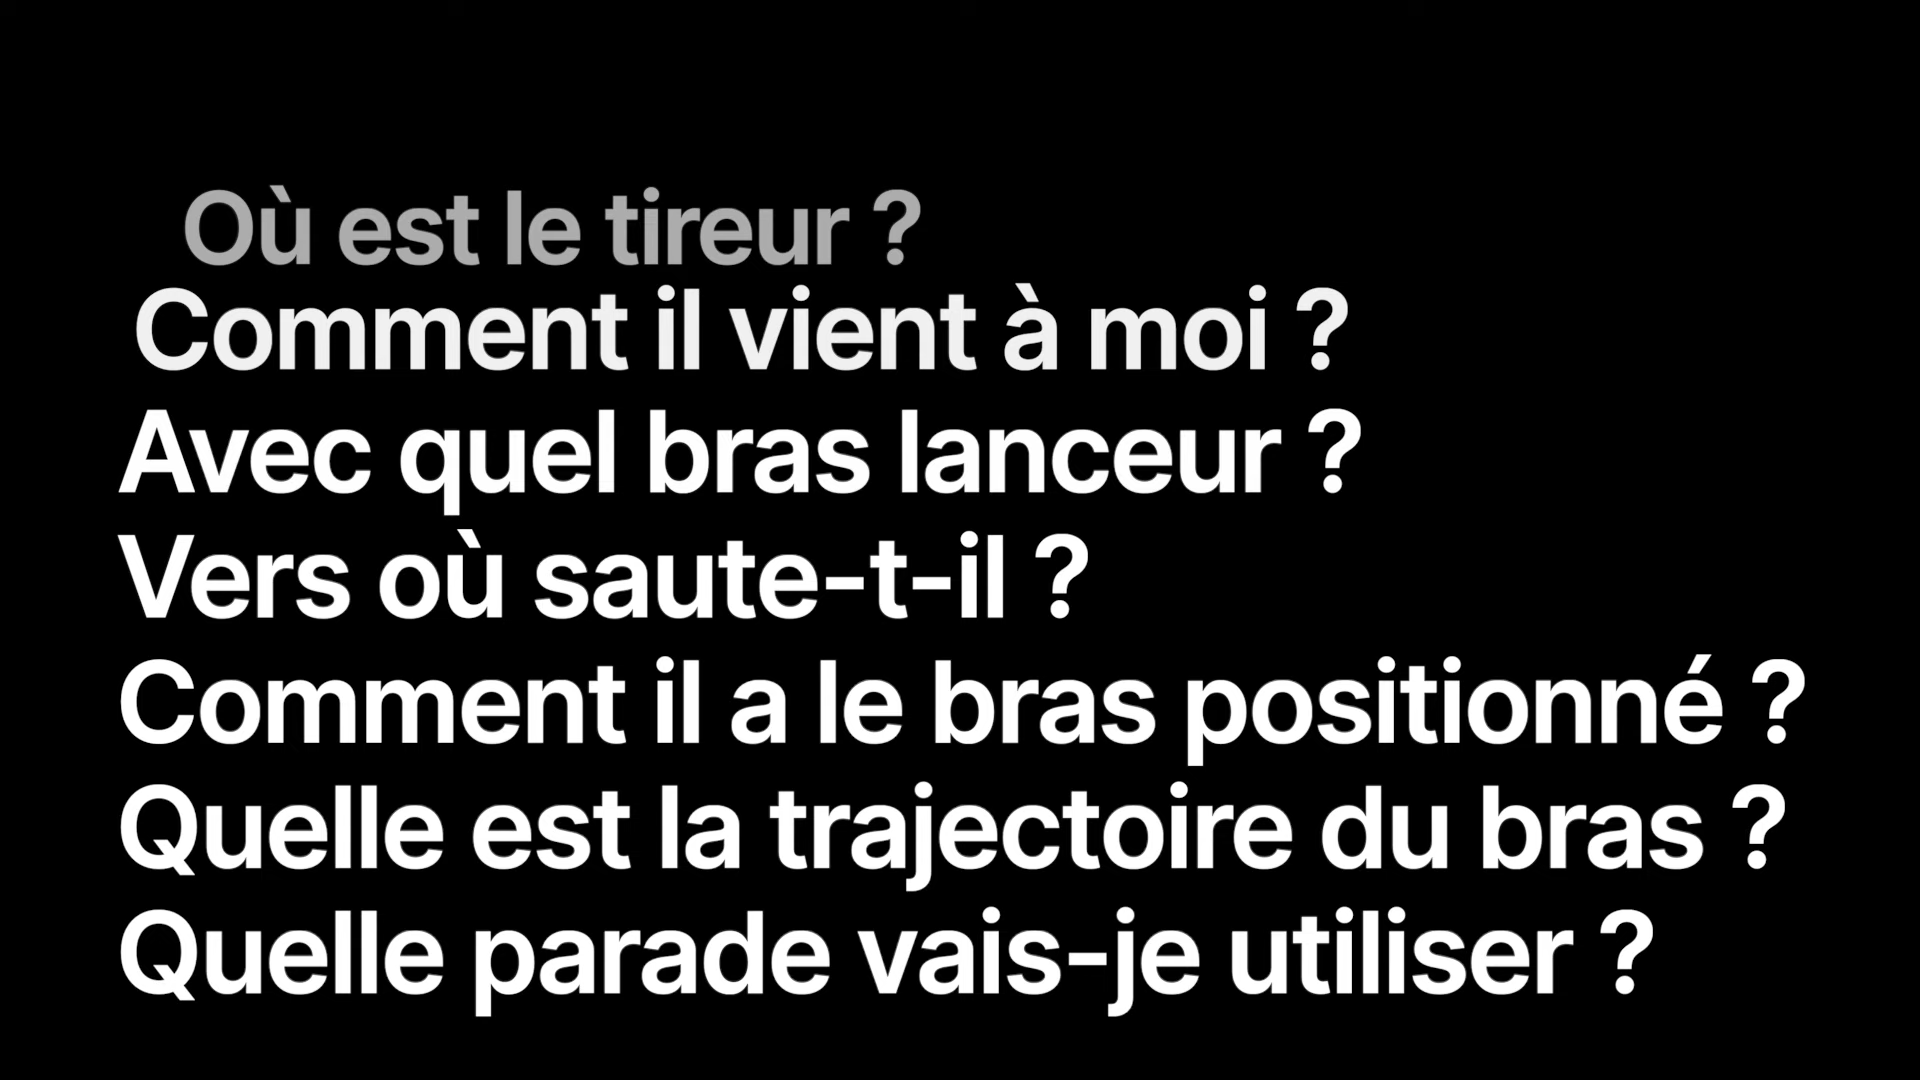 Où est le tireur ?
Comment il vient à moi ?
Avec quel bras lanceur ?
Vers où saute-t-il ?
Comment il a le bras positionné ?
Quelle est la trajectoire du bras ?
Quelle parade vais-je utiliser ?